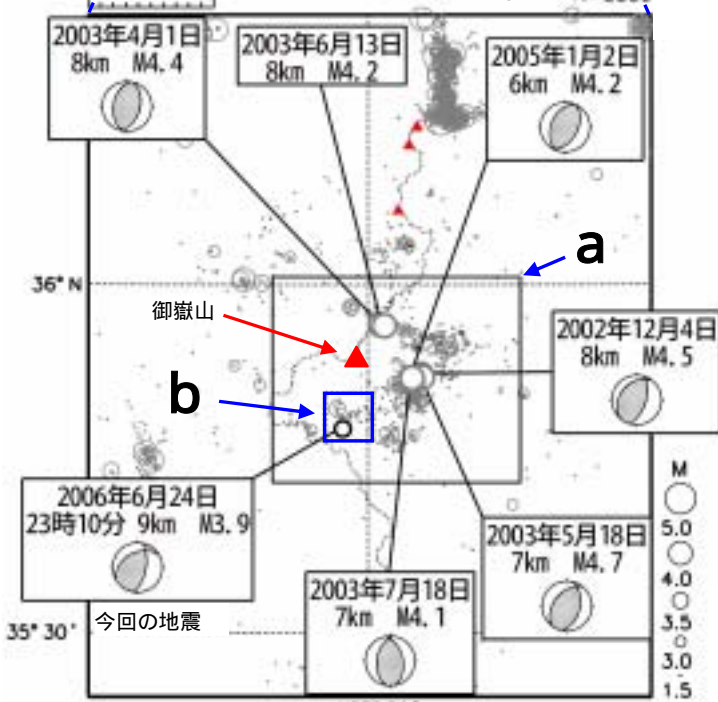 2003年4月1日
8km M4.4
2003年6月13日
8km M4.2
2005年1月2日
6km M4.2
a
36°N
御嶽山
2002年12月4日
8km M4.5
b
2006年6月24日
23時10分 9km M3.9
今回の地震
2003年5月18日
7km M4.7
2003年7月18日
7km M4.1
35°30'
M
5.0
4.0
3.5
3.0
1.5